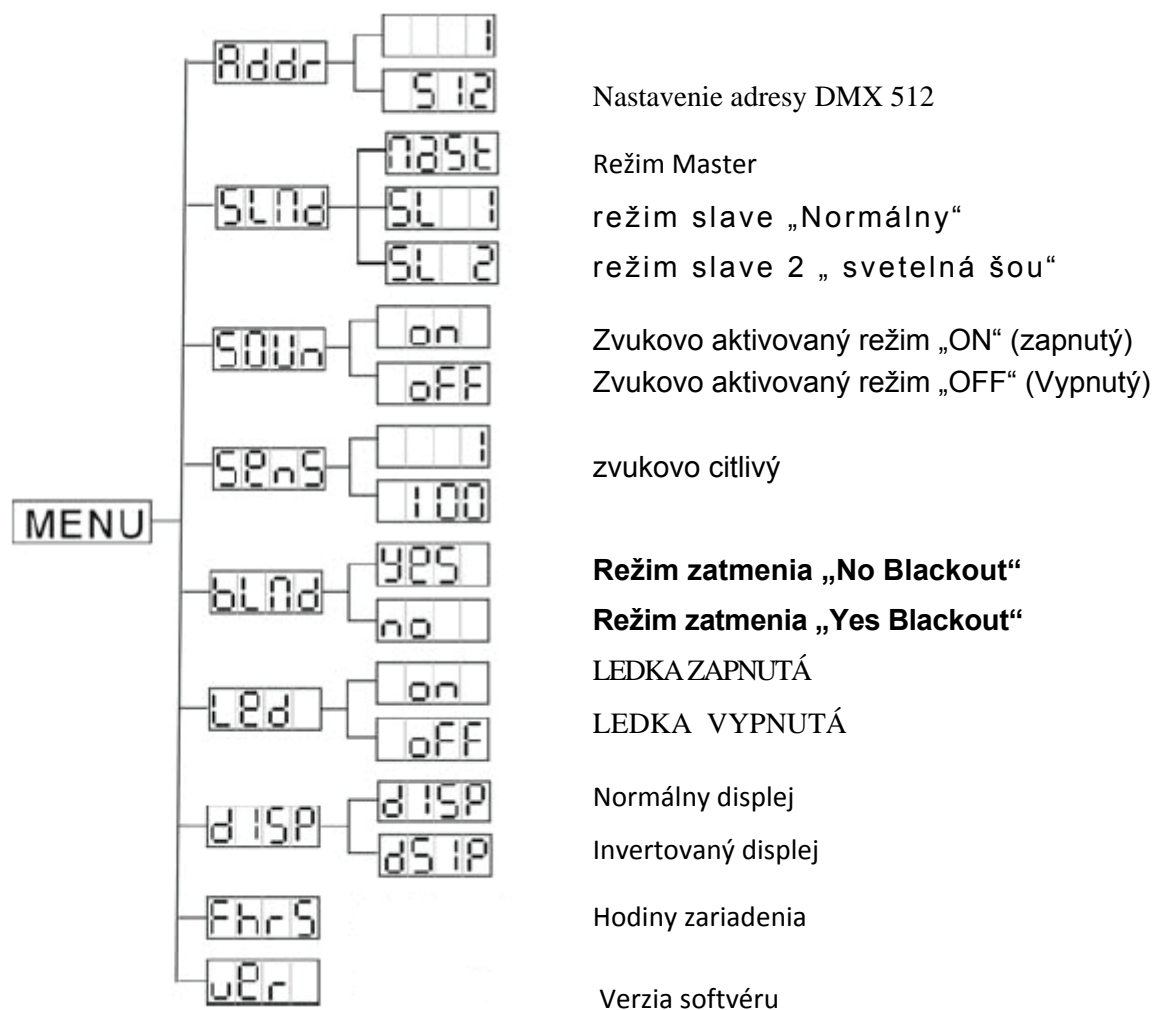 Addr
1
512
Nastavenie adresy DMX 512
SLMd
MaSt
Režim Master
SL 1
režim slave „Normálny“
SL 2
režim slave 2 „ svetelná šou“
SOUn
on
Zvukovo aktivovaný režim „ON“ (zapnutý)
oFF
Zvukovo aktivovaný režim „OFF“ (Vypnutý)
SenS
1
zvukovo citlivý
100
MENU
bLMd
yeS
Režim zatmenia „No Blackout“
no
Režim zatmenia „Yes Blackout“
Led
on
LEDKA ZAPNUTÁ
oFF
LEDKA VYPNUTÁ
dISP
dISP
Normálny displej
dSIP
Invertovaný displej
FhrS
Hodiny zariadenia
ver
Verzia softvéru